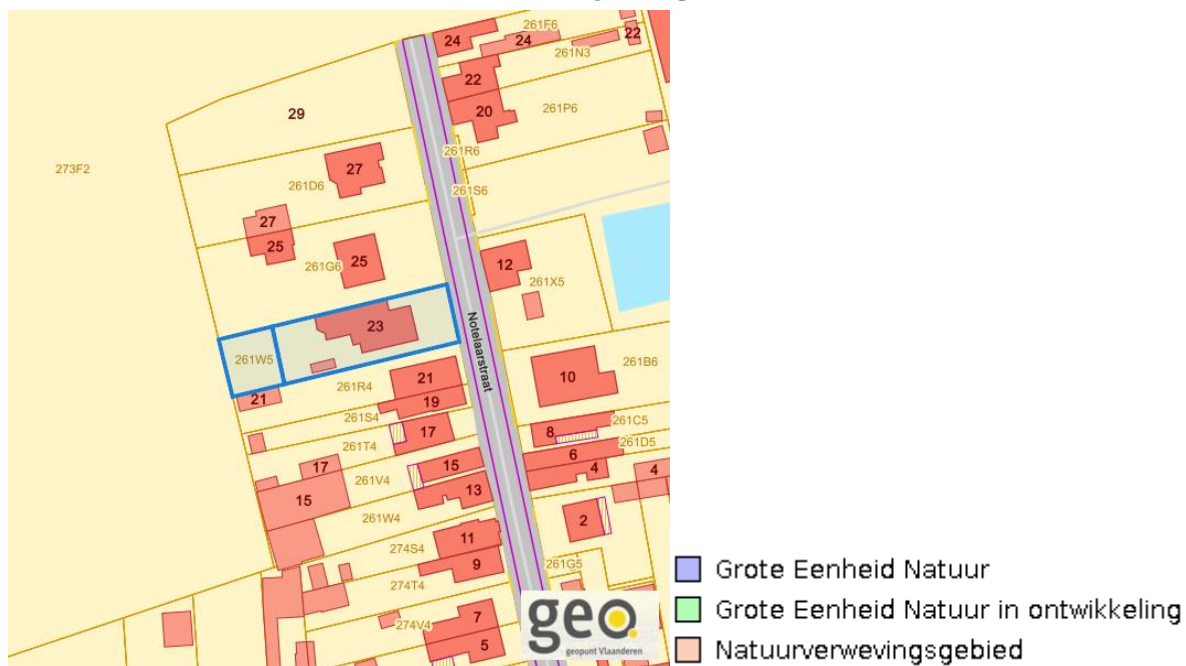 24
261F6
24
22
261N3
22
29
20
261P6
27
261R6
273F2
261D6
261S6
27
25
261G6
25
12
261X5
23
Notelaarstraat
261W5
261R4
21
10
261B6
21
19
261S4
17
8
261C5
261T4
6
261D5
17
15
4
4
261V4
15
13
261W4
2
11
274S4
9
261G5
274T4
7
274V4
5
geo.
geopunt Vlaanderen
Grote Eenheid Natuur
Grote Eenheid Natuur in ontwikkeling
Natuurverwevingsgebied